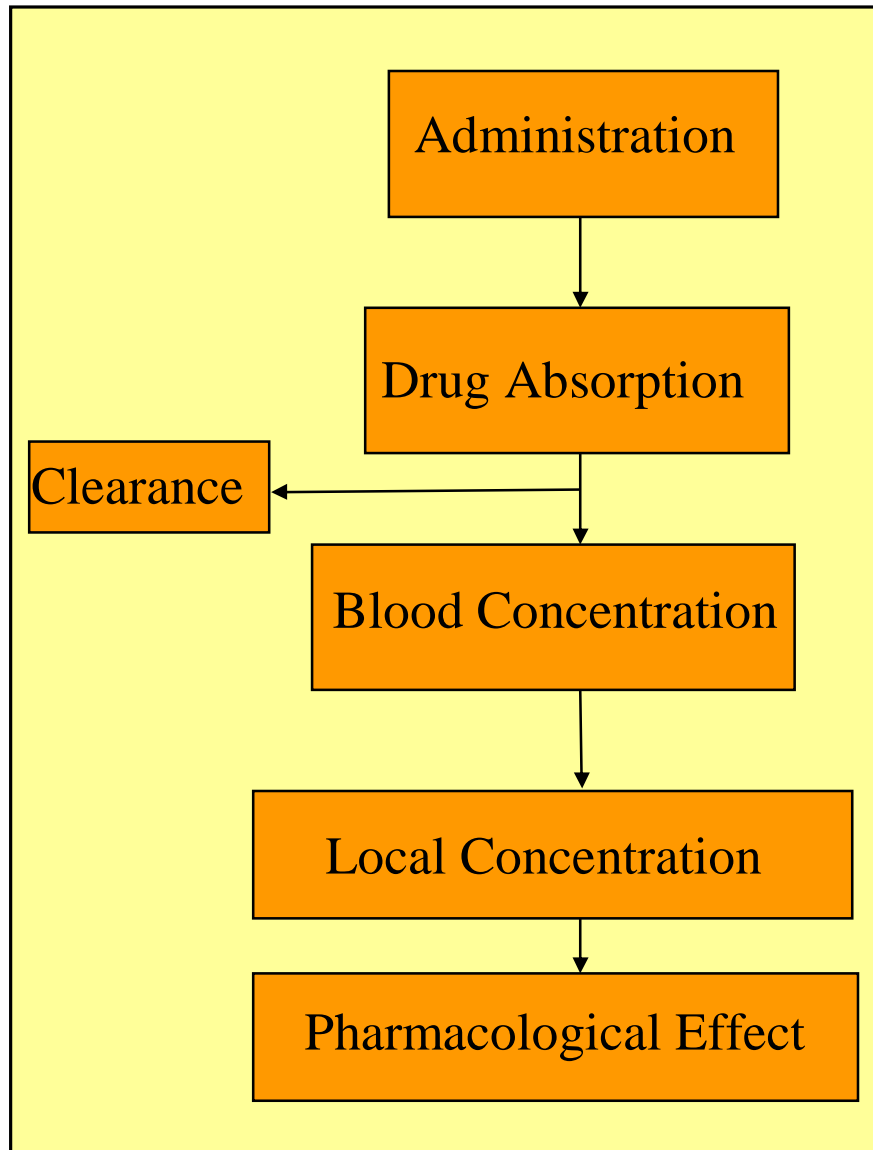 Administration
Drug Absorption
Clearance
Blood Concentration
Local Concentration
Pharmacological Effect